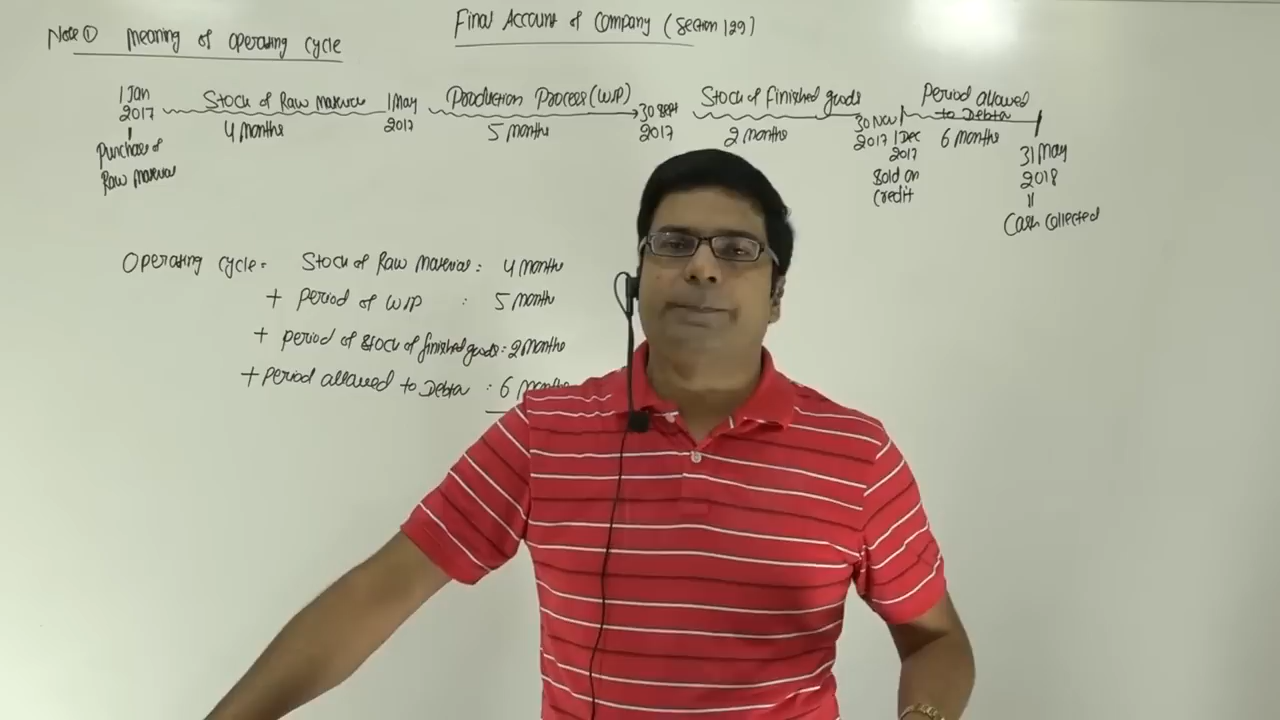 Final Account of Company (Section 129)
Note ① Meaning of Operating Cycle
1 Jan 2017
Stock of Raw Material
4 months
1 May 2017
Production Process (WIP)
5 months
30 Sept 2017
Stock of finished goods
2 months
30 Nov 2017
1 Dec 2017
Sold on credit
Period allowed to Debtor
6 months
31 May 2018
||
Cash collected
Purchase of Raw Material
Operating cycle = Stock of Raw Material : 4 months
+ period of WIP : 5 months
+ period of stock of finished goods : 2 months
+ period allowed to Debtor : 6 months